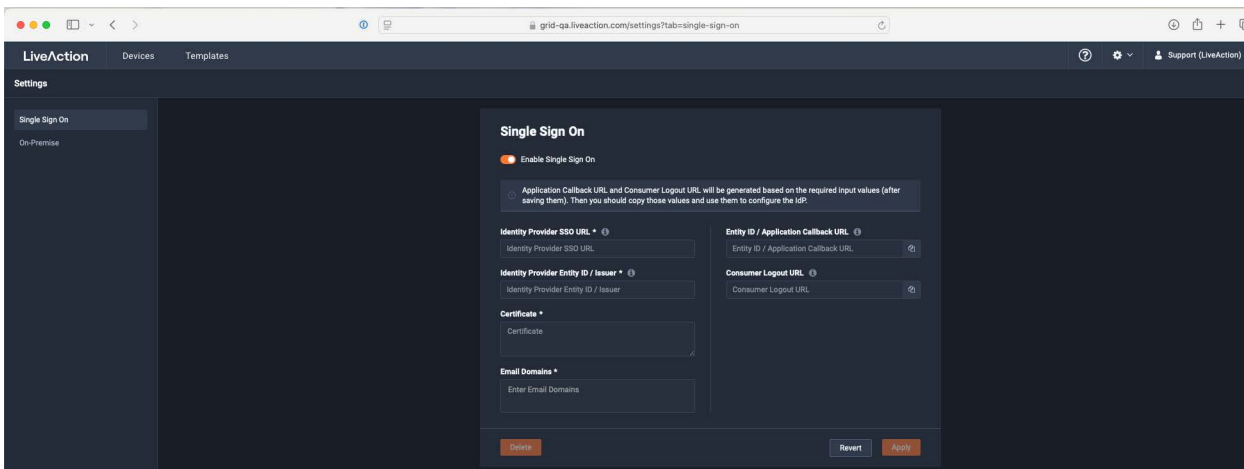 grid-qa.liveaction.com/settings?tab=single-sign-on
LiveAction
Devices
Templates
Support (LiveAction)
Settings
Single Sign On
On-Premise
Single Sign On
Enable Single Sign On
Application Callback URL and Consumer Logout URL will be generated based on the required input values (after
saving them). Then you should copy those values and use them to configure the IdP.
Identity Provider SSO URL *
Identity Provider SSO URL
Identity Provider Entity ID / Issuer *
Identity Provider Entity ID / Issuer
Certificate *
Certificate
Email Domains *
Enter Email Domains
Entity ID / Application Callback URL
Entity ID / Application Callback URL
Consumer Logout URL
Consumer Logout URL
Delete
Revert
Apply